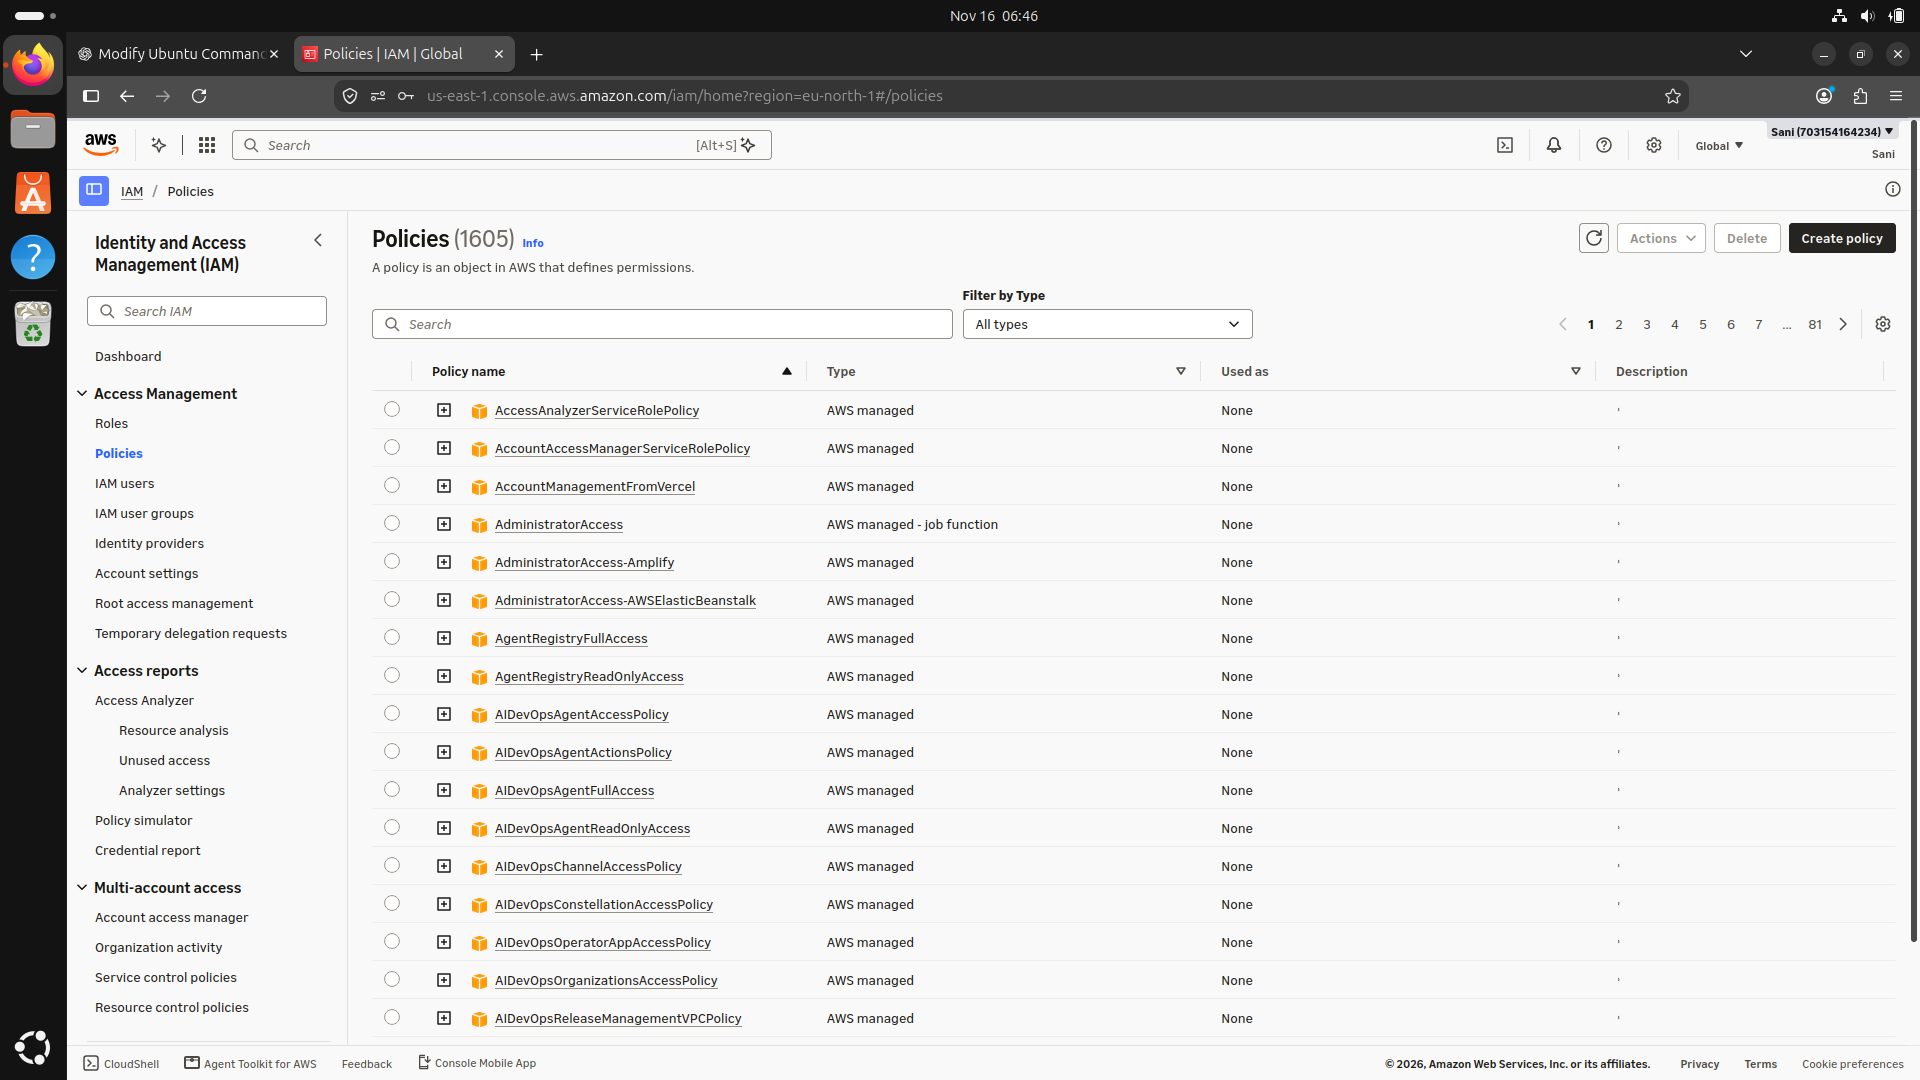 Nov 16 06:46
Modify Ubuntu Comman
Policies | IAM | Global
us-east-1.console.aws.amazon.com/iam/home?region=eu-north-1#/policies
aws
Search [Alt+S]
Global
Sani (703154164234)
Sani
IAM / Policies
Identity and Access Management (IAM)
Search IAM
Dashboard
Access Management
Roles
Policies
IAM users
IAM user groups
Identity providers
Account settings
Root access management
Temporary delegation requests
Access reports
Access Analyzer
Resource analysis
Unused access
Analyzer settings
Policy simulator
Credential report
Multi-account access
Account access manager
Organization activity
Service control policies
Resource control policies
Policies (1605) Info
A policy is an object in AWS that defines permissions.
Actions Delete Create policy
Filter by Type
Search All types 1 2 3 4 5 6 7 ... 81
Policy name Type Used as Description
AccessAnalyzerServiceRolePolicy AWS managed None '
AccountAccessManagerServiceRolePolicy AWS managed None '
AccountManagementFromVercel AWS managed None '
AdministratorAccess AWS managed - job function None '
AdministratorAccess-Amplify AWS managed None '
AdministratorAccess-AWSElasticBeanstalk AWS managed None '
AgentRegistryFullAccess AWS managed None '
AgentRegistryReadOnlyAccess AWS managed None '
AIDevOpsAgentAccessPolicy AWS managed None '
AIDevOpsAgentActionsPolicy AWS managed None '
AIDevOpsAgentFullAccess AWS managed None '
AIDevOpsAgentReadOnlyAccess AWS managed None '
AIDevOpsChannelAccessPolicy AWS managed None '
AIDevOpsConstellationAccessPolicy AWS managed None '
AIDevOpsOperatorAppAccessPolicy AWS managed None '
AIDevOpsOrganizationsAccessPolicy AWS managed None '
AIDevOpsReleaseManagementVPCPolicy AWS managed None '
CloudShell Agent Toolkit for AWS Feedback Console Mobile App © 2026, Amazon Web Services, Inc. or its affiliates. Privacy Terms Cookie preferences